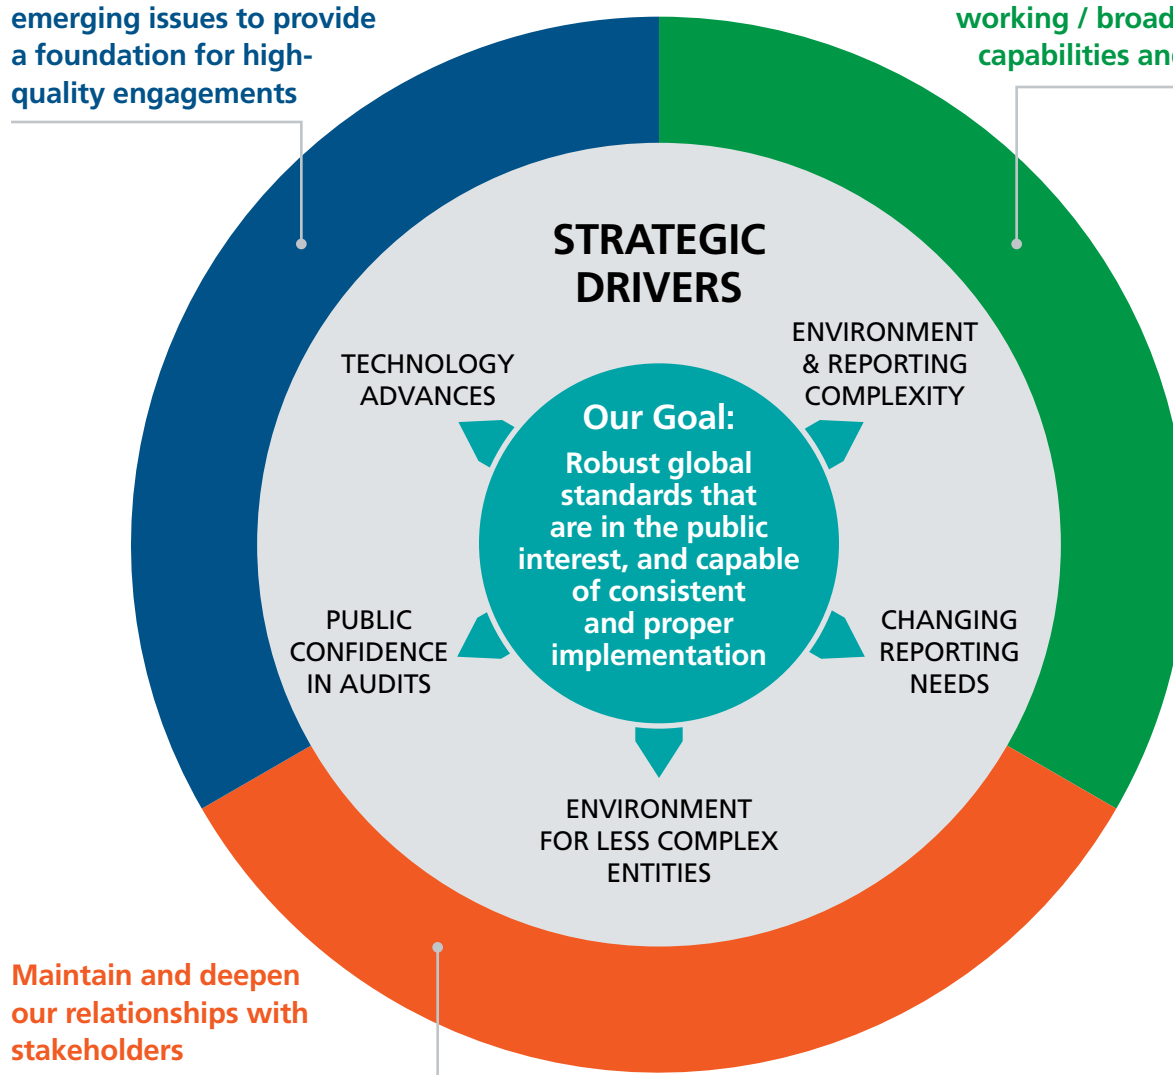 emerging issues to provide
a foundation for high-
quality engagements
working / broad
capabilities and
STRATEGIC
DRIVERS
TECHNOLOGY
ADVANCES
ENVIRONMENT
& REPORTING
COMPLEXITY
Our Goal:
Robust global
standards that
are in the public
interest, and capable
of consistent
and proper
implementation
PUBLIC
CONFIDENCE
IN AUDITS
CHANGING
REPORTING
NEEDS
ENVIRONMENT
FOR LESS COMPLEX
ENTITIES
Maintain and deepen
our relationships with
stakeholders